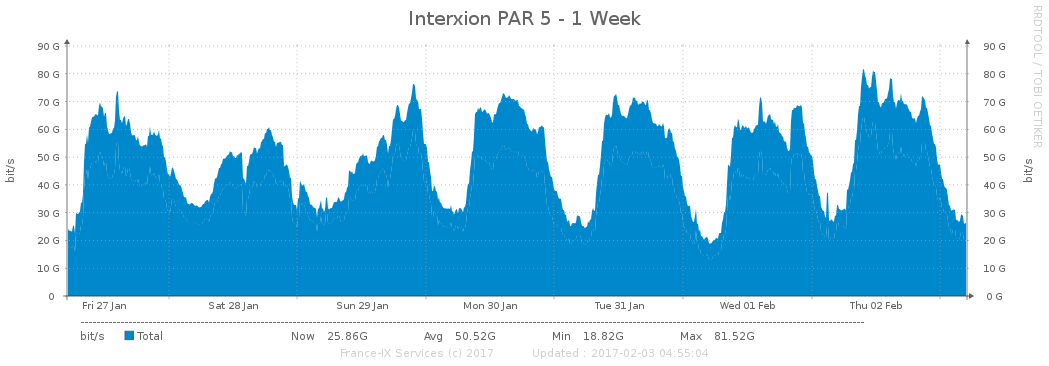 Interxion PAR 5 - 1 Week
RRDTOOL / TOBI OETIKER
90 G 90 G
80 G 80 G
70 G 70 G
60 G 60 G
50 G 50 G
40 G 40 G
30 G 30 G
20 G 20 G
10 G 10 G
0 0 G
bit/s
bit/s
Fri 27 Jan Sat 28 Jan Sun 29 Jan Mon 30 Jan Tue 31 Jan Wed 01 Feb Thu 02 Feb
bit/s Total Now 25.86G Avg 50.52G Min 18.82G Max 81.52G
France-IX Services (c) 2017 Updated : 2017-02-03 04:55:04